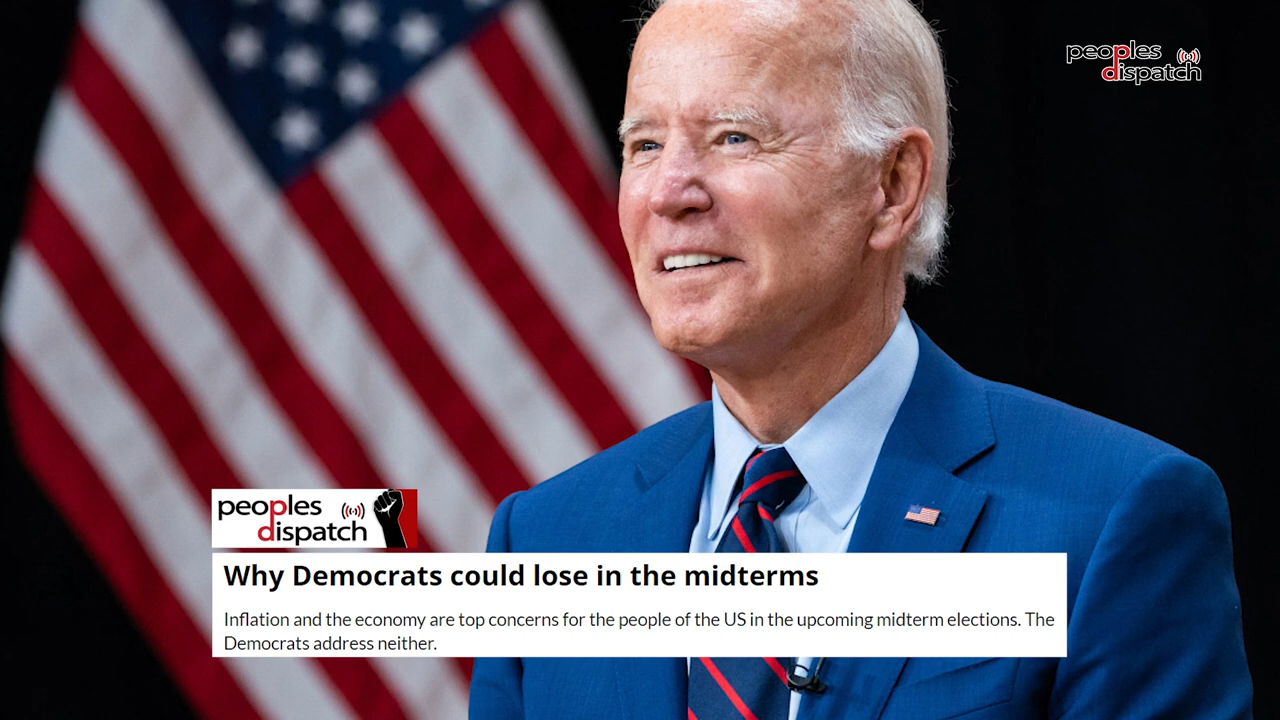 peoples
dispatch
peoples
dispatch
Why Democrats could lose in the midterms
Inflation and the economy are top concerns for the people of the US in the upcoming midterm elections. The
Democrats address neither.